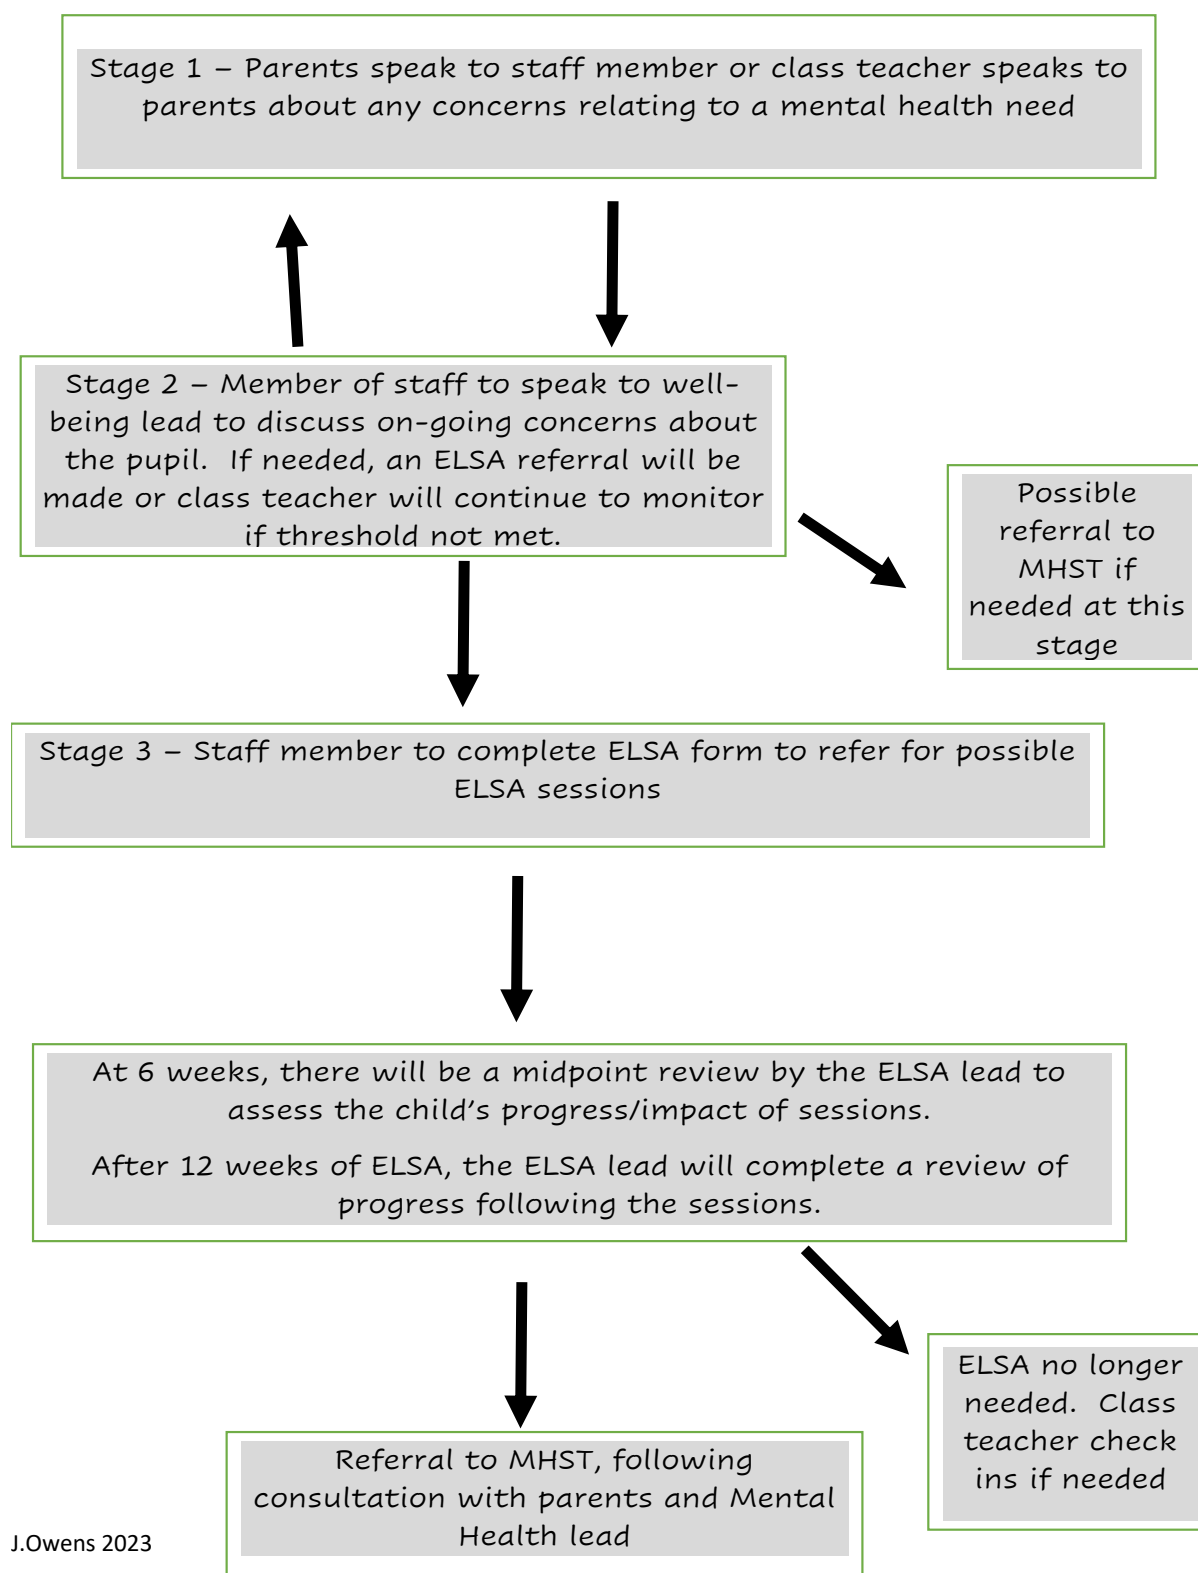 Stage 1 – Parents speak to staff member or class teacher speaks to
parents about any concerns relating to a mental health need
Stage 2 – Member of staff to speak to well-
being lead to discuss on-going concerns about
the pupil.  If needed, an ELSA referral will be
made or class teacher will continue to monitor
if threshold not met.
Possible
referral to
MHST if
needed at this
stage
Stage 3 – Staff member to complete ELSA form to refer for possible
ELSA sessions
At 6 weeks, there will be a midpoint review by the ELSA lead to
assess the child’s progress/impact of sessions.
After 12 weeks of ELSA, the ELSA lead will complete a review of
progress following the sessions.
ELSA no longer
needed.  Class
teacher check
ins if needed
Referral to MHST, following
consultation with parents and Mental
Health lead
J.Owens 2023